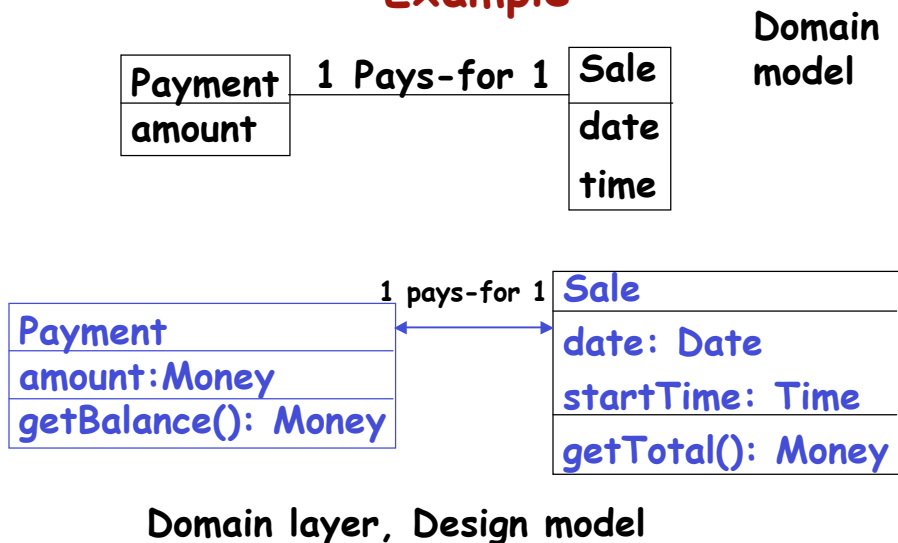 Example
Domain
model
Payment
amount
1 Pays-for 1
Sale
date
time
1 pays-for 1
Payment
amount:Money
getBalance(): Money
Sale
date: Date
startTime: Time
getTotal(): Money
Domain layer, Design model